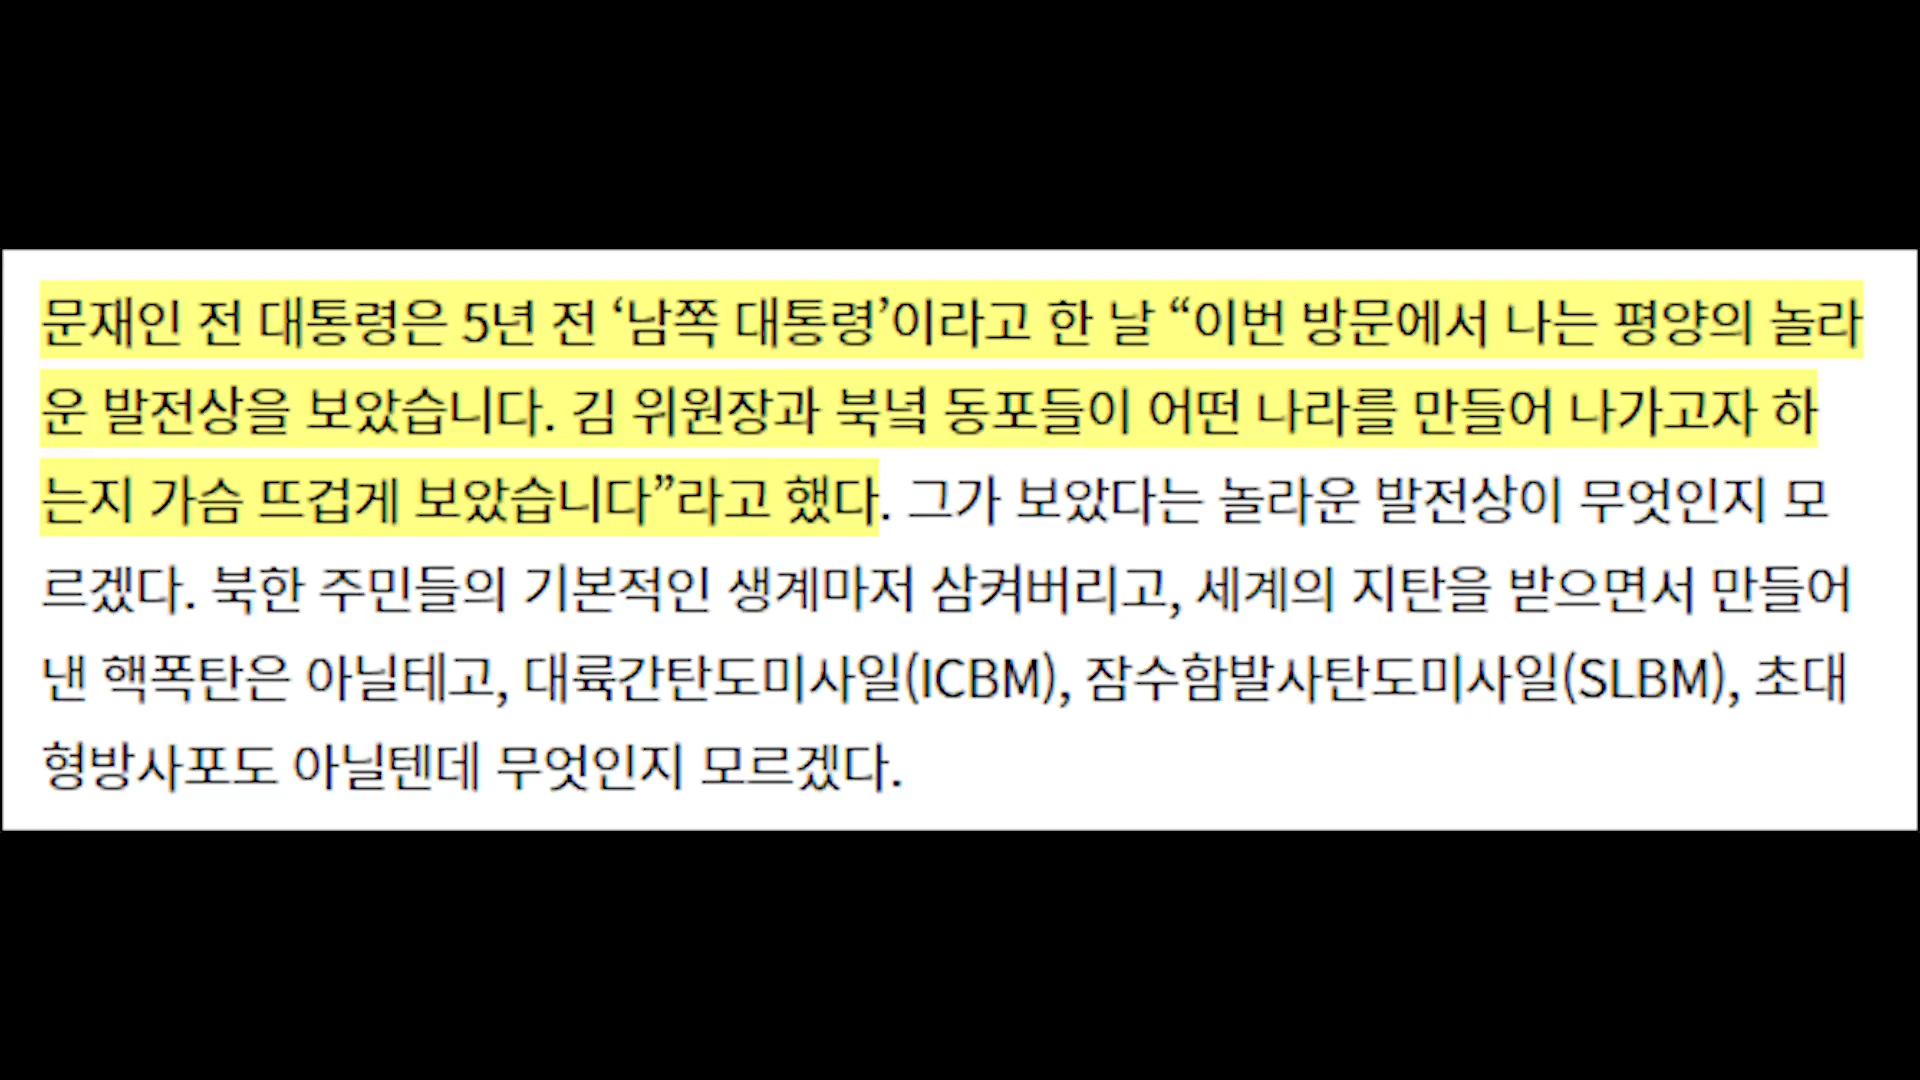 문재인 전 대통령은 5년 전 ‘남쪽 대통령’이라고 한 날 “이번 방문에서 나는 평양의 놀라
운 발전상을 보았습니다. 김 위원장과 북녘 동포들이 어떤 나라를 만들어 나가고자 하
는지 가슴 뜨겁게 보았습니다”라고 했다. 그가 보았다는 놀라운 발전상이 무엇인지 모
르겠다. 북한 주민들의 기본적인 생계마저 삼켜버리고, 세계의 지탄을 받으면서 만들어
낸 핵폭탄은 아닐테고, 대륙간탄도미사일(ICBM), 잠수함발사탄도미사일(SLBM), 초대
형방사포도 아닐텐데 무엇인지 모르겠다.